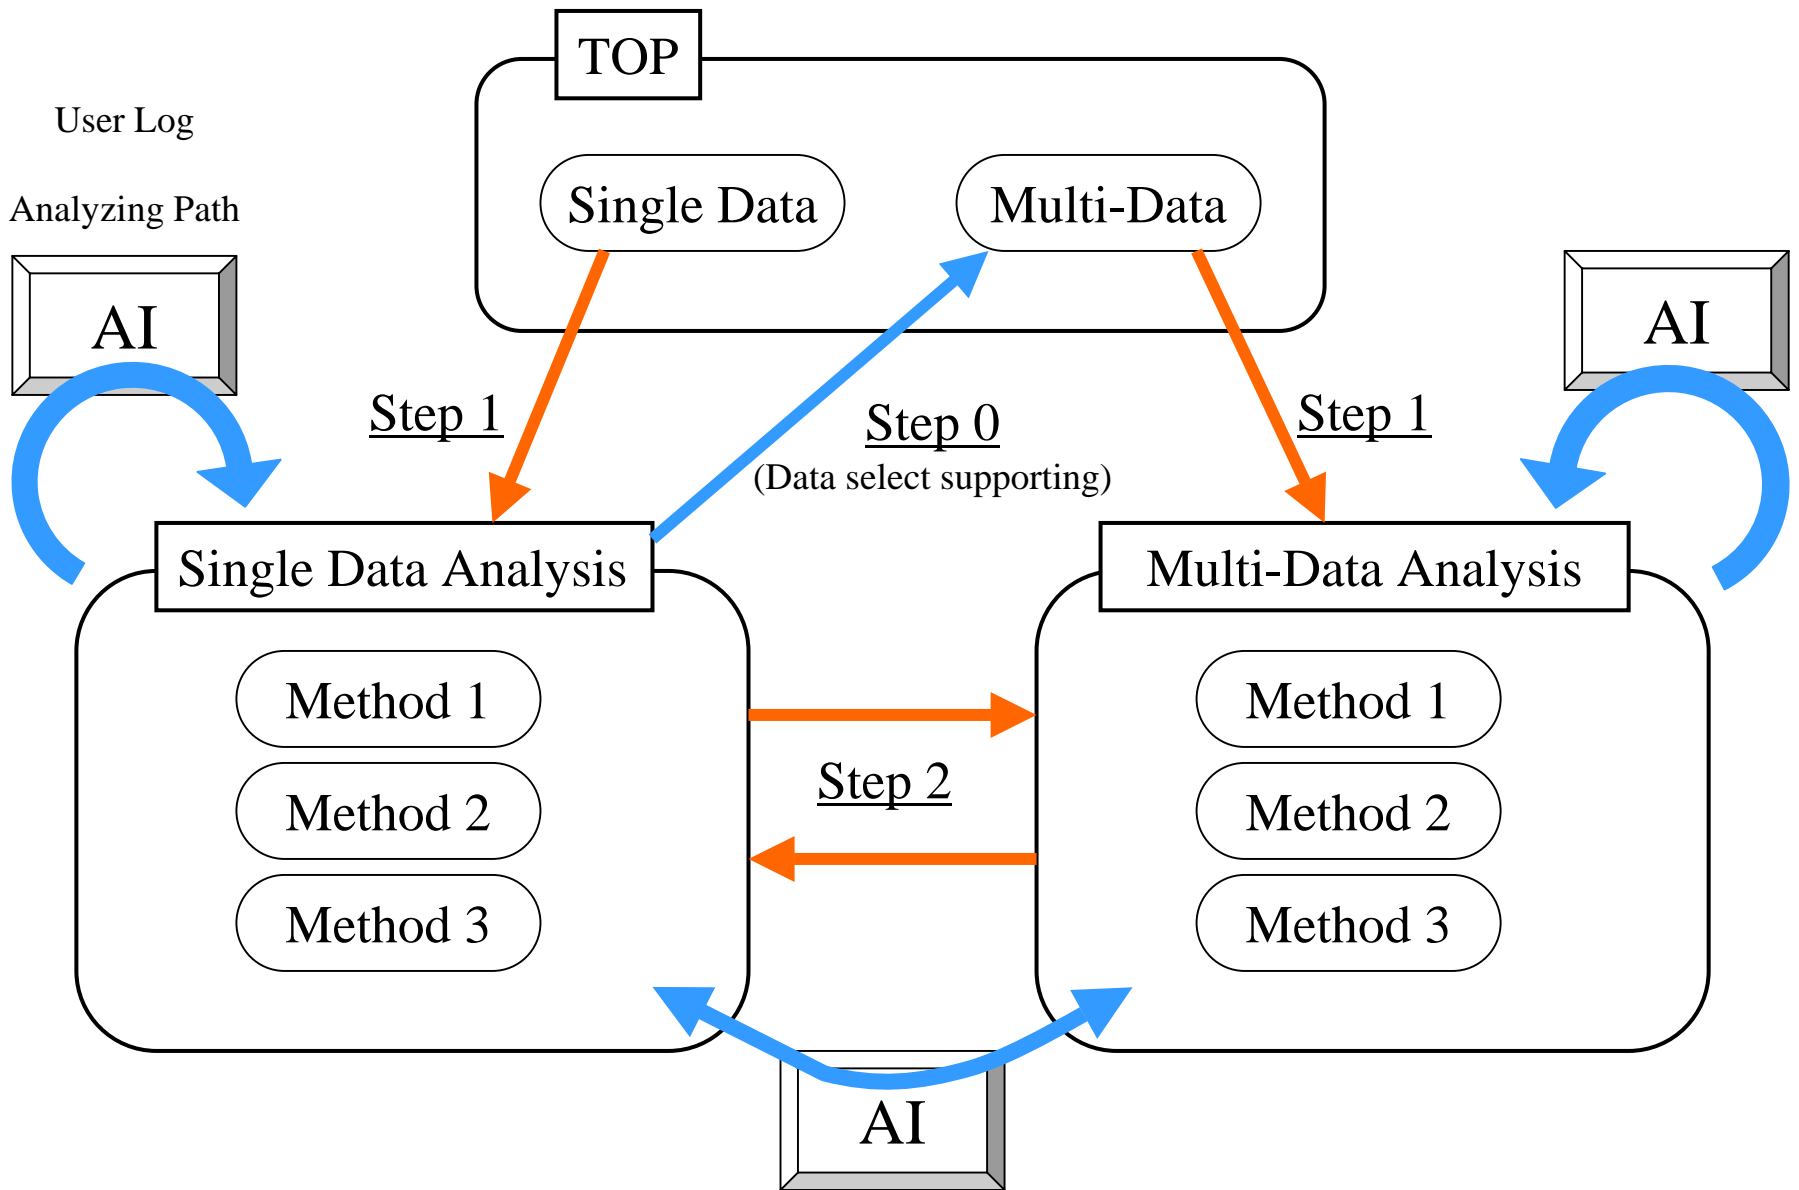 TOP
User Log
Analyzing Path
Single Data
Multi-Data
AI
AI
Step 1
Step 0
(Data select supporting)
Step 1
Single Data Analysis
Multi-Data Analysis
Method 1
Method 2
Method 3
Step 2
Method 1
Method 2
Method 3
AI